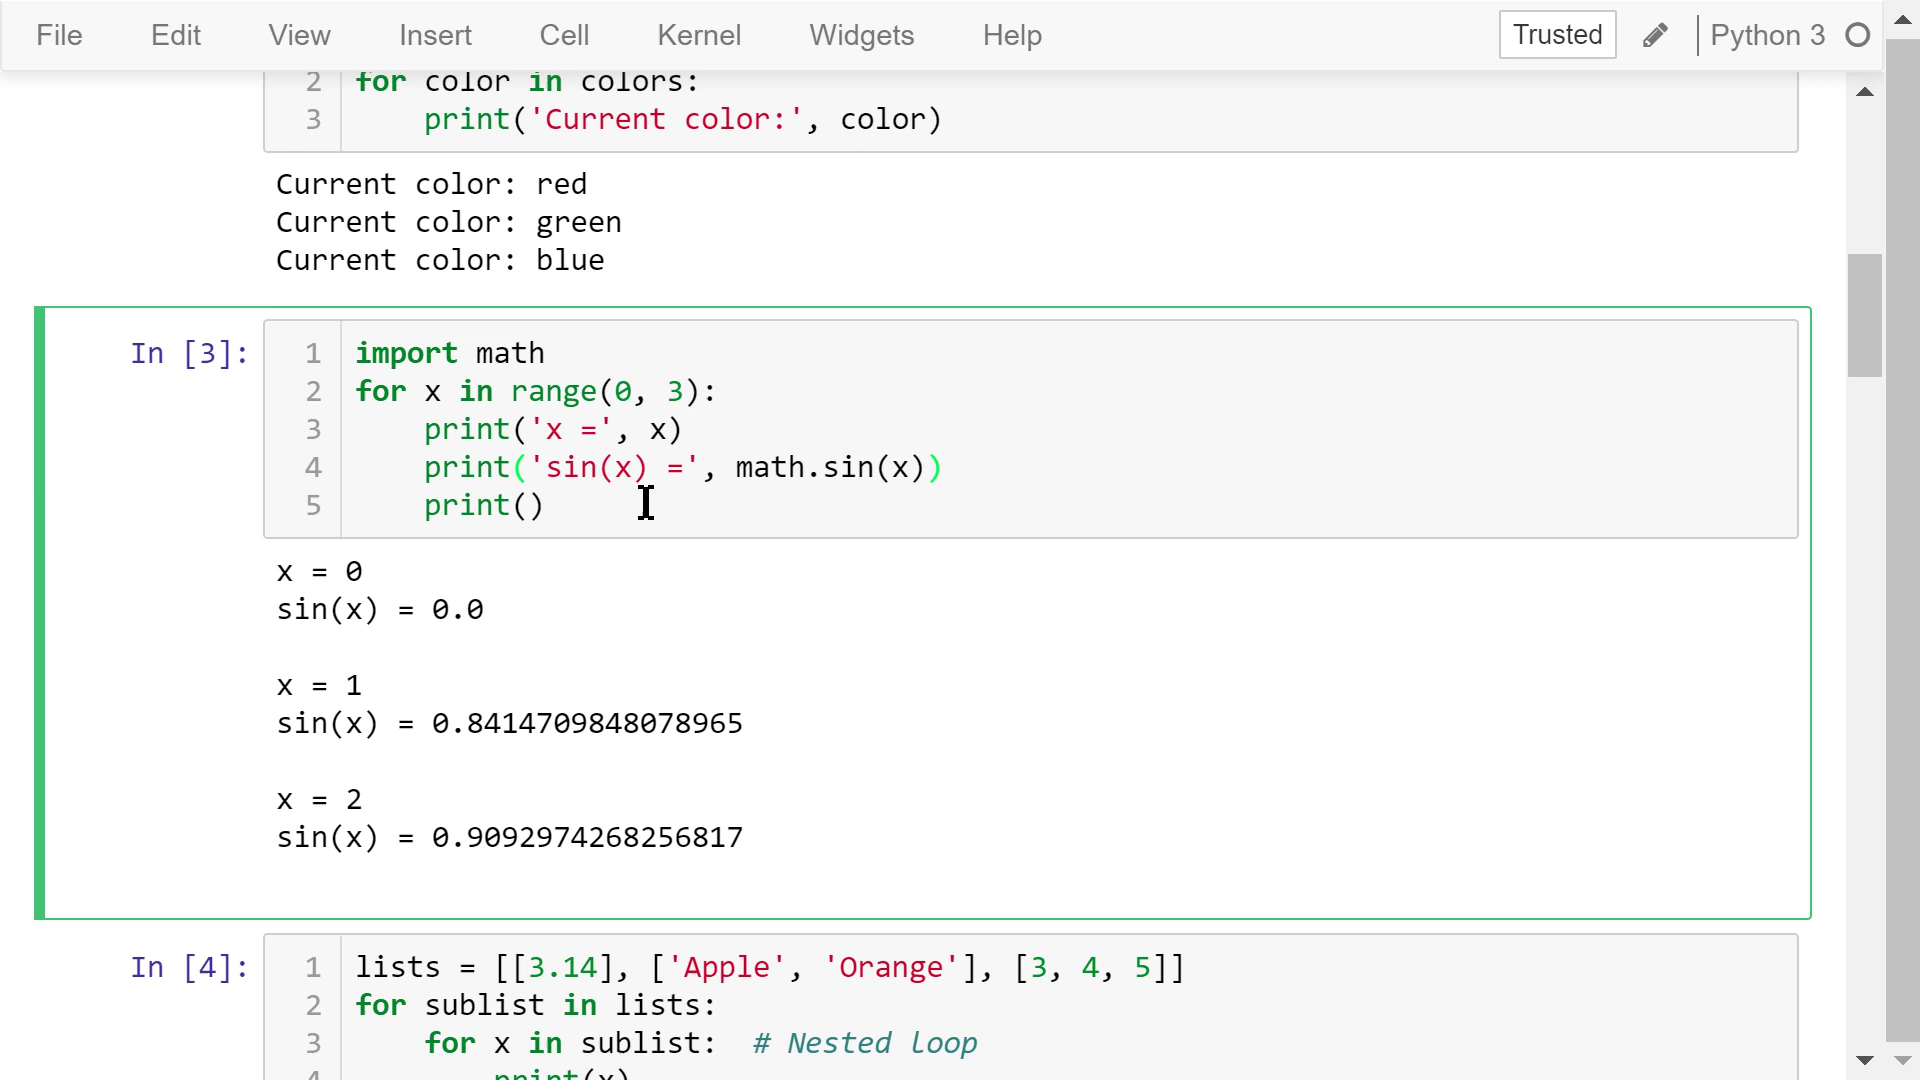 File Edit View Insert Cell Kernel Widgets Help Trusted Python 3
2 for color in colors:
3 print('Current color:', color)
Current color: red
Current color: green
Current color: blue
In [3]: 1 import math
2 for x in range(0, 3):
3 print('x =', x)
4 print('sin(x) =', math.sin(x))
5 print()
x = 0
sin(x) = 0.0
x = 1
sin(x) = 0.8414709848078965
x = 2
sin(x) = 0.9092974268256817
In [4]: 1 lists = [[3.14], ['Apple', 'Orange'], [3, 4, 5]]
2 for sublist in lists:
3 for x in sublist: # Nested loop
4 print(x)